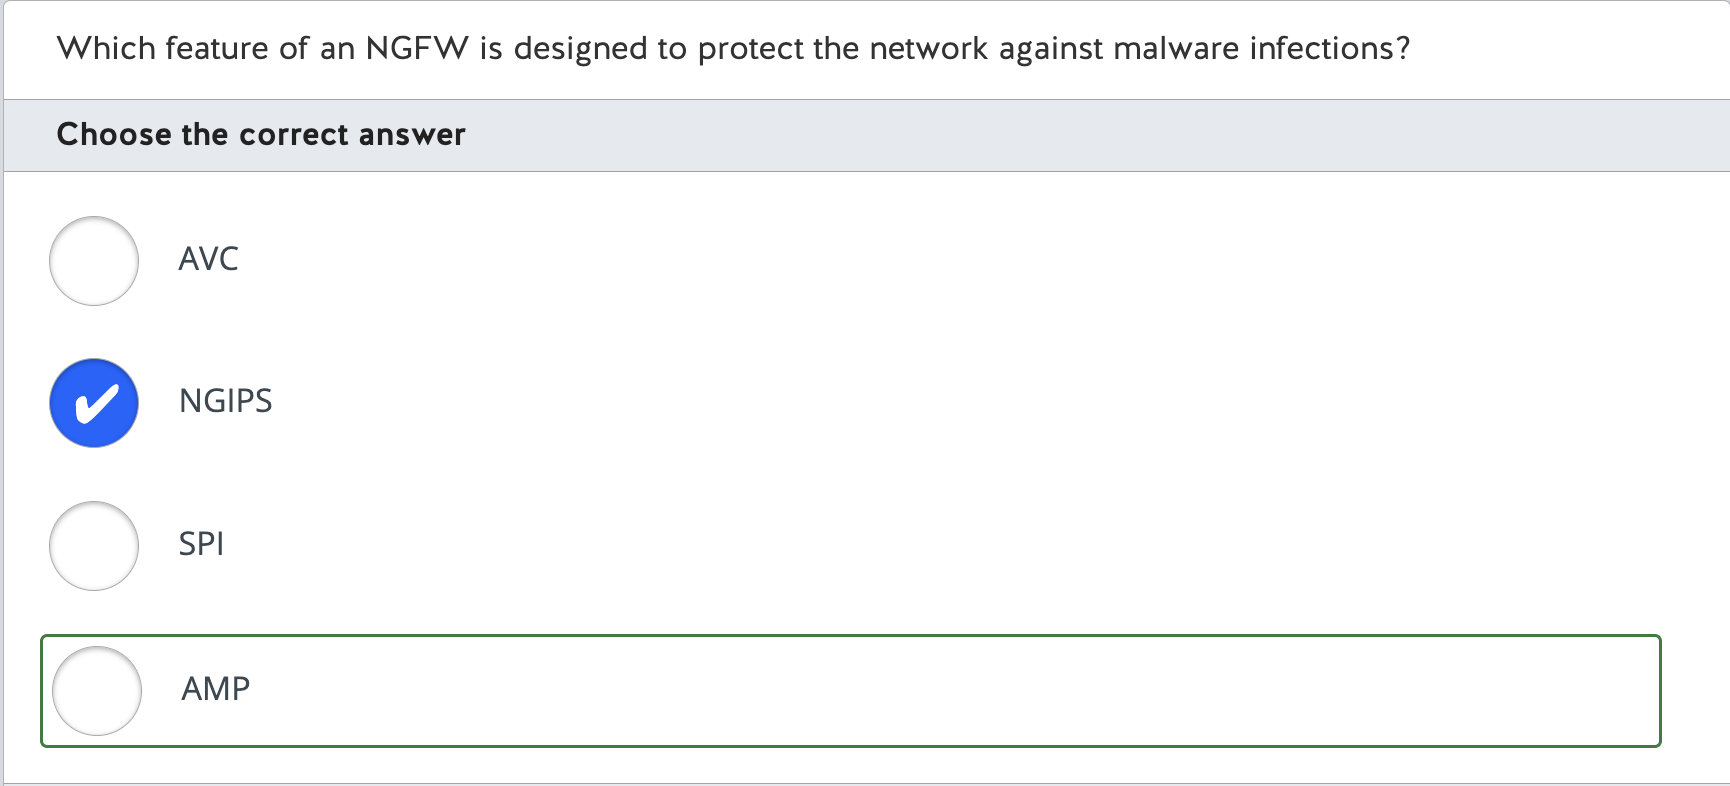 Which feature of an NGFW is designed to protect the network against malware infections?
Choose the correct answer
AVC
NGIPS
SPI
AMP